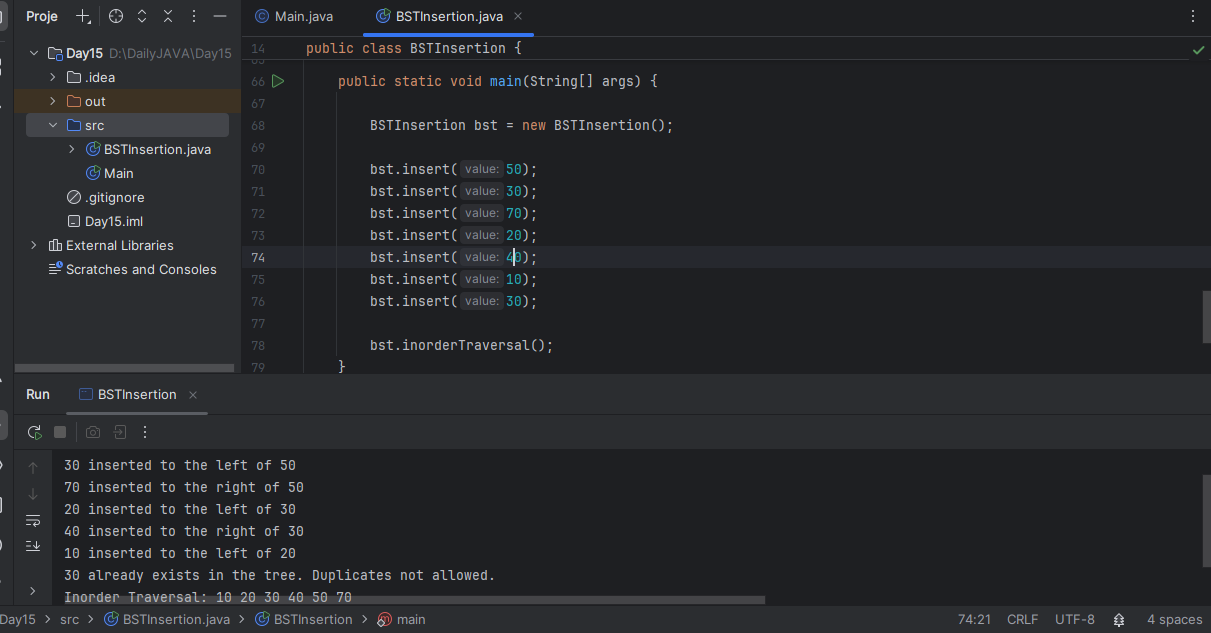 Proje
Main.java
BSTInsertion.java
Day15 D:\DailyJAVA\Day15
.idea
out
src
BSTInsertion.java
Main
.gitignore
Day15.iml
External Libraries
Scratches and Consoles
14 public class BSTInsertion {
66 public static void main(String[] args) {
67
68 BSTInsertion bst = new BSTInsertion();
69
70 bst.insert( value: 50);
71 bst.insert( value: 30);
72 bst.insert( value: 70);
73 bst.insert( value: 20);
74 bst.insert( value: 40);
75 bst.insert( value: 10);
76 bst.insert( value: 30);
77
78 bst.inorderTraversal();
79 }
Run BSTInsertion
30 inserted to the left of 50
70 inserted to the right of 50
20 inserted to the left of 30
40 inserted to the right of 30
10 inserted to the left of 20
30 already exists in the tree. Duplicates not allowed.
Inorder Traversal: 10 20 30 40 50 70
Day15 > src > BSTInsertion.java > BSTInsertion > main 74:21 CRLF UTF-8 4 spaces